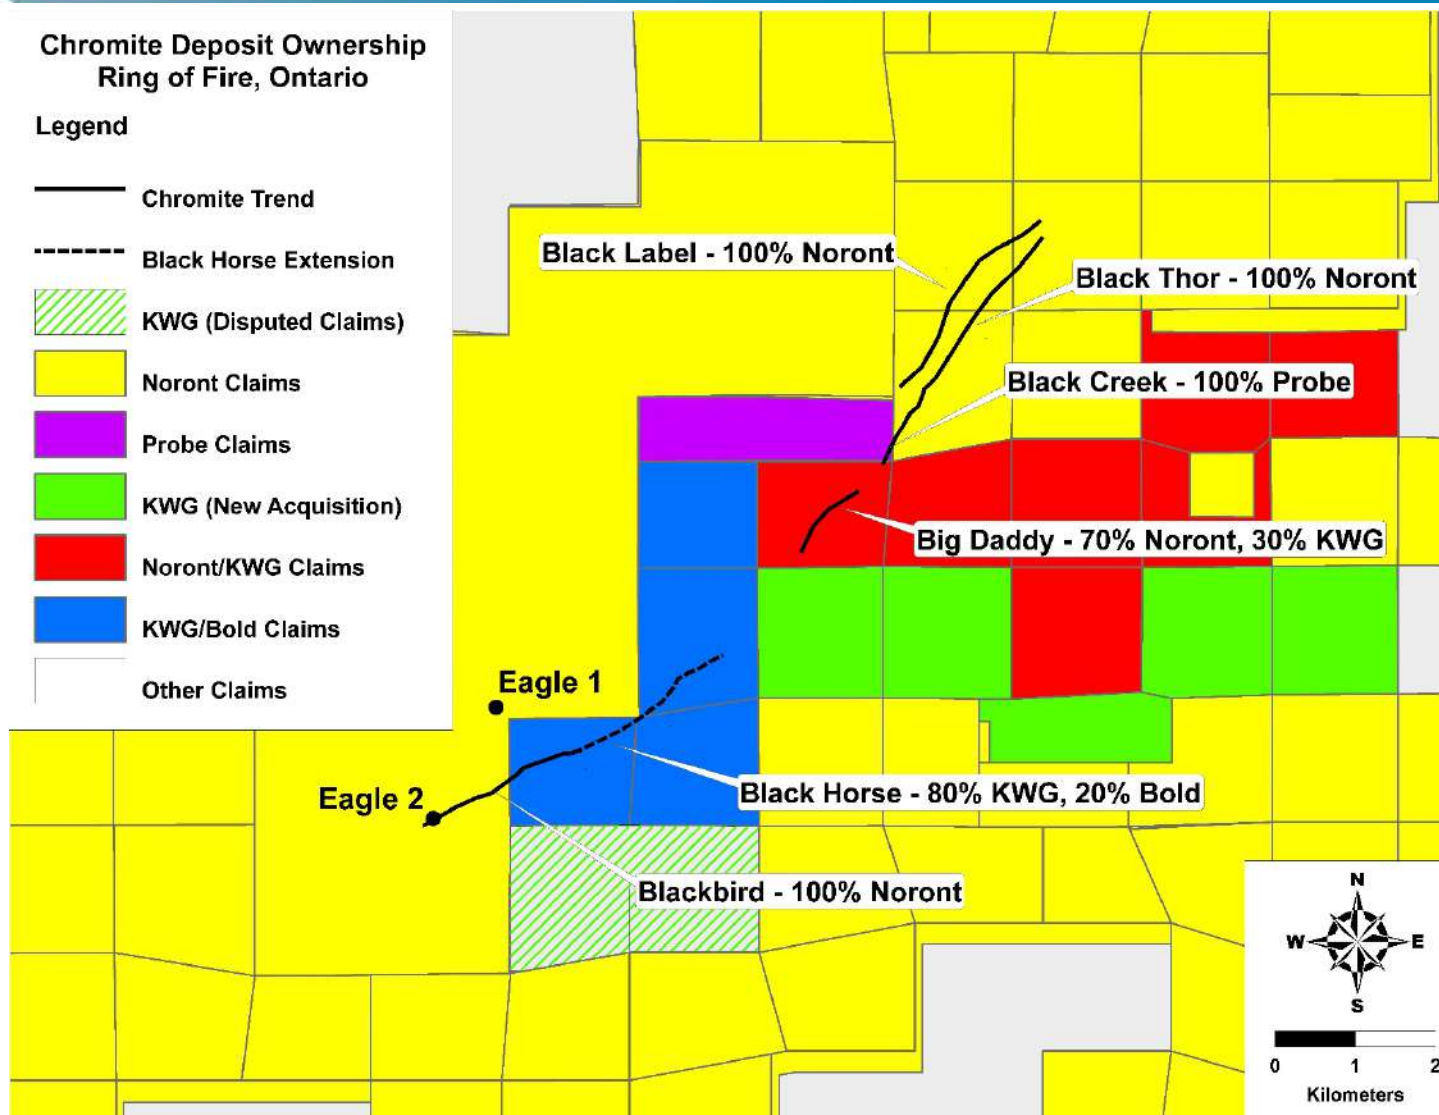 Chromite Deposit Ownership
Ring of Fire, Ontario
Legend
Chromite Trend
Black Horse Extension
KWG (Disputed Claims)
Noront Claims
Probe Claims
KWG (New Acquisition)
Noront/KWG Claims
KWG/Bold Claims
Other Claims
Black Label - 100% Noront
Black Thor - 100% Noront
Black Creek - 100% Probe
Big Daddy - 70% Noront, 30% KWG
Eagle 1
Eagle 2
Black Horse - 80% KWG, 20% Bold
Blackbird - 100% Noront
N
W E
S
0 1 2
Kilometers